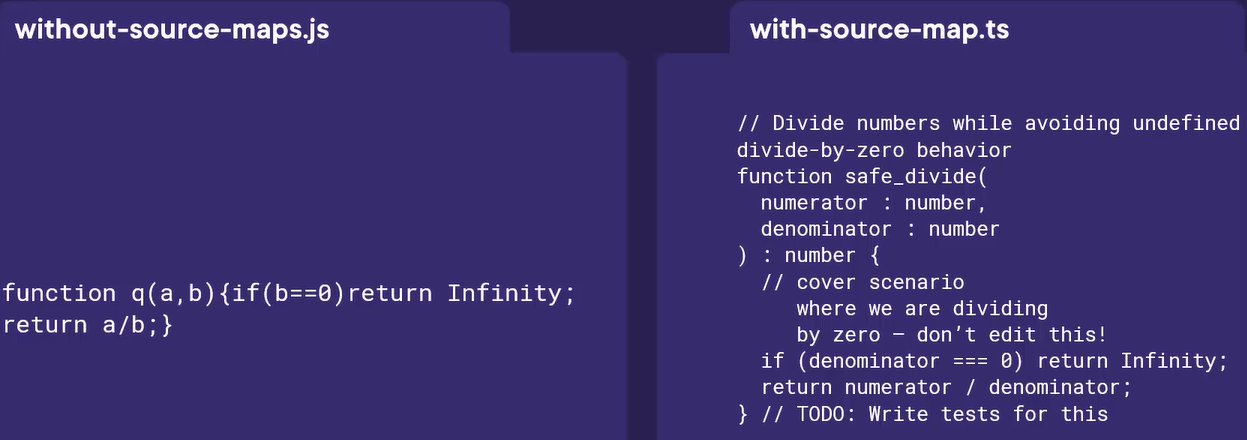 without-source-maps.js
function q(a,b){if(b==0)return Infinity;
return a/b;}
with-source-map.ts
// Divide numbers while avoiding undefined
divide-by-zero behavior
function safe_divide(
  numerator : number,
  denominator : number
) : number {
  // cover scenario
     where we are dividing
     by zero – don’t edit this!
  if (denominator === 0) return Infinity;
  return numerator / denominator;
} // TODO: Write tests for this